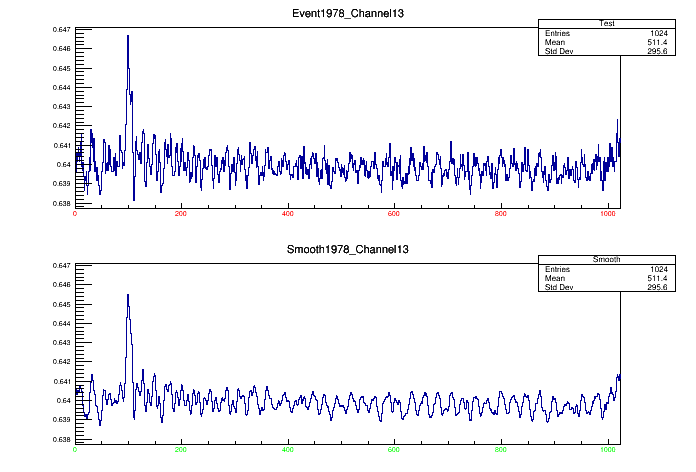 Event1978_Channel13
Test
Entries 1024
Mean 511.4
Std Dev 295.6
0.647
0.646
0.645
0.644
0.643
0.642
0.641
0.64
0.639
0.638
0 200 400 600 800 1000
Smooth1978_Channel13
Smooth
Entries 1024
Mean 511.4
Std Dev 295.6
0.647
0.646
0.645
0.644
0.643
0.642
0.641
0.64
0.639
0.638
0 200 400 600 800 1000